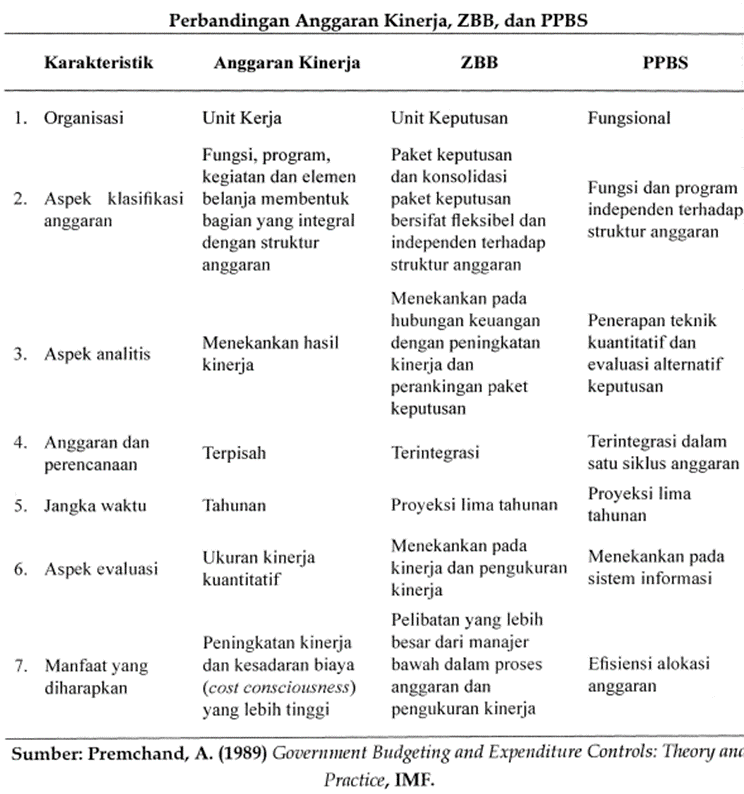 Perbandingan Anggaran Kinerja, ZBB, dan PPBS
Karakteristik Anggaran Kinerja ZBB PPBS
1. Organisasi
Unit Kerja
Unit Keputusan
Fungsional
2. Aspek klasifikasi
anggaran
Fungsi, program,
kegiatan dan elemen
belanja membentuk
bagian yang integral
dengan struktur
anggaran
Paket keputusan
dan konsolidasi
paket keputusan
bersifat fleksibel dan
independen terhadap
struktur anggaran
Fungsi dan program
independen terhadap
struktur anggaran
3. Aspek analitis
Menekankan hasil
kinerja
Menekankan pada
hubungan keuangan
dengan peningkatan
kinerja dan
perankingan paket
keputusan
Penerapan teknik
kuantitatif dan
evaluasi alternatif
keputusan
4. Anggaran dan
perencanaan
Terpisah
Terintegrasi
Terintegrasi dalam
satu siklus anggaran
5. Jangka waktu
Tahunan
Proyeksi lima tahunan
Proyeksi lima
tahunan
6. Aspek evaluasi
Ukuran kinerja
kuantitatif
Menekankan pada
kinerja dan pengukuran
kinerja
Menekankan pada
sistem informasi
7. Manfaat yang
diharapkan
Peningkatan kinerja
dan kesadaran biaya
(cost consciousness)
yang lebih tinggi
Pelibatan yang lebih
besar dari manajer
bawah dalam proses
anggaran dan
pengukuran kinerja
Efisiensi alokasi
anggaran
Sumber: Premchand, A. (1989) Government Budgeting and Expenditure Controls: Theory and
Practice, IMF.